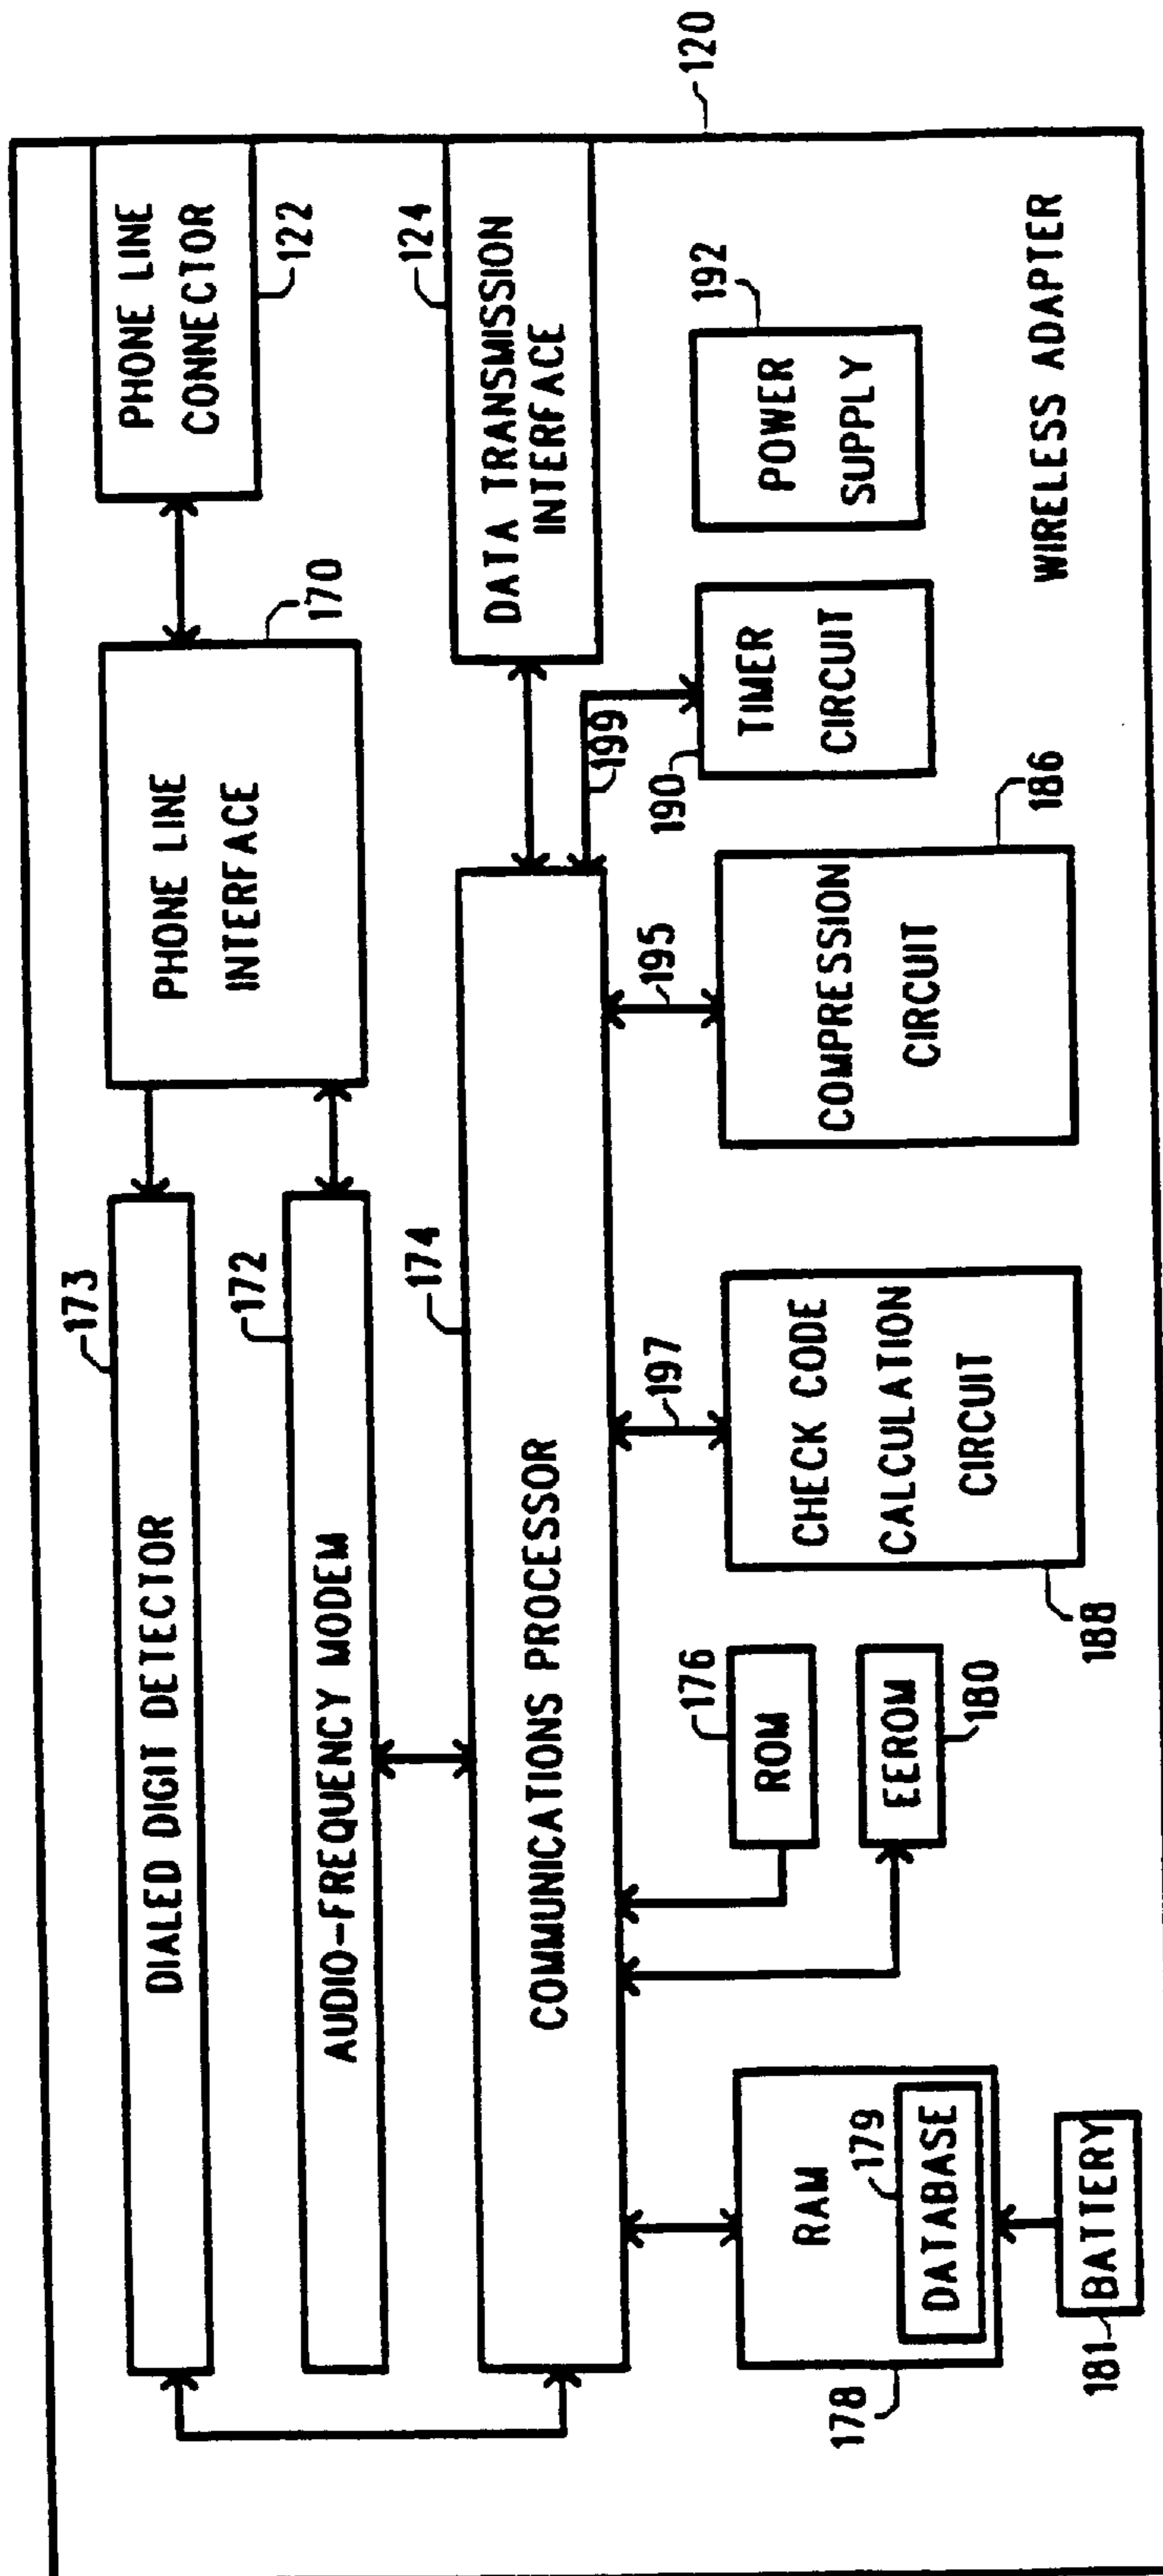 120
PHONE LINE
CONNECTOR
122
PHONE LINE
INTERFACE
170
DIALED DIGIT DETECTOR
173
AUDIO-FREQUENCY MODEM
172
174
COMMUNICATIONS PROCESSOR
124
DATA TRANSMISSION
INTERFACE
RAM
DATABASE
179
178
BATTERY
181
ROM
176
EEROM
180
197
CHECK CODE
CALCULATION
CIRCUIT
188
195
COMPRESSION
CIRCUIT
186
199
190
TIMER
CIRCUIT
192
POWER
SUPPLY
WIRELESS ADAPTER